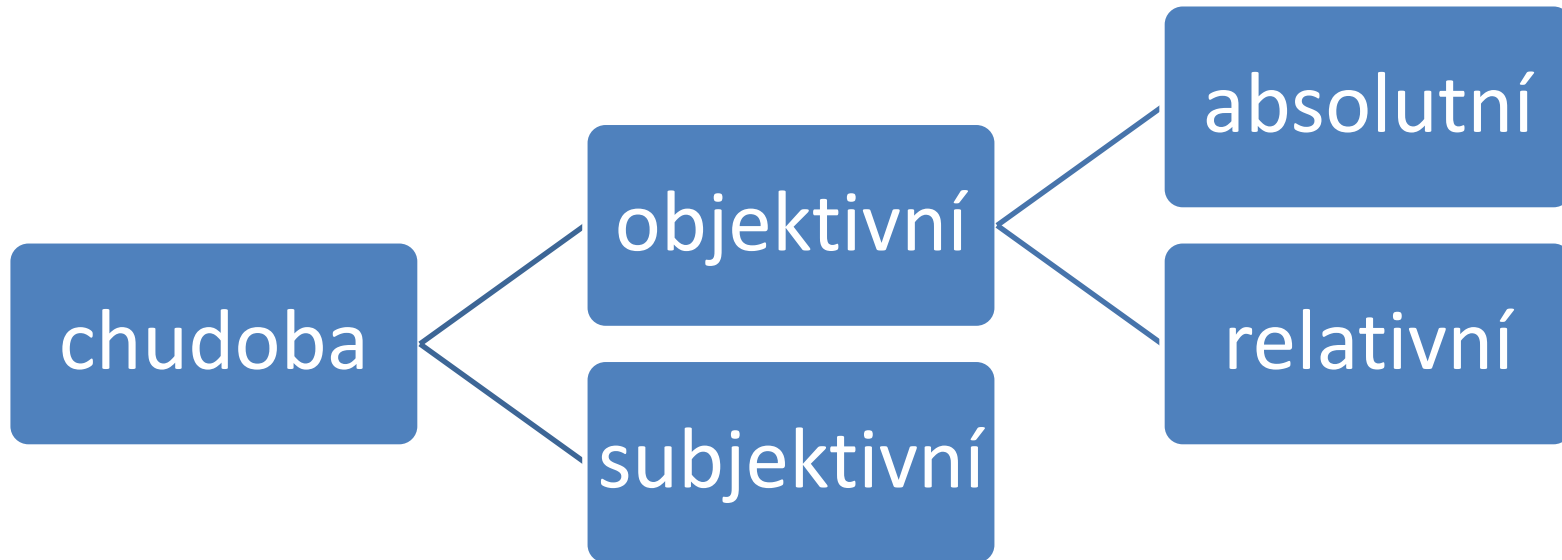 chudoba
objektivní
subjektivní
absolutní
relativní